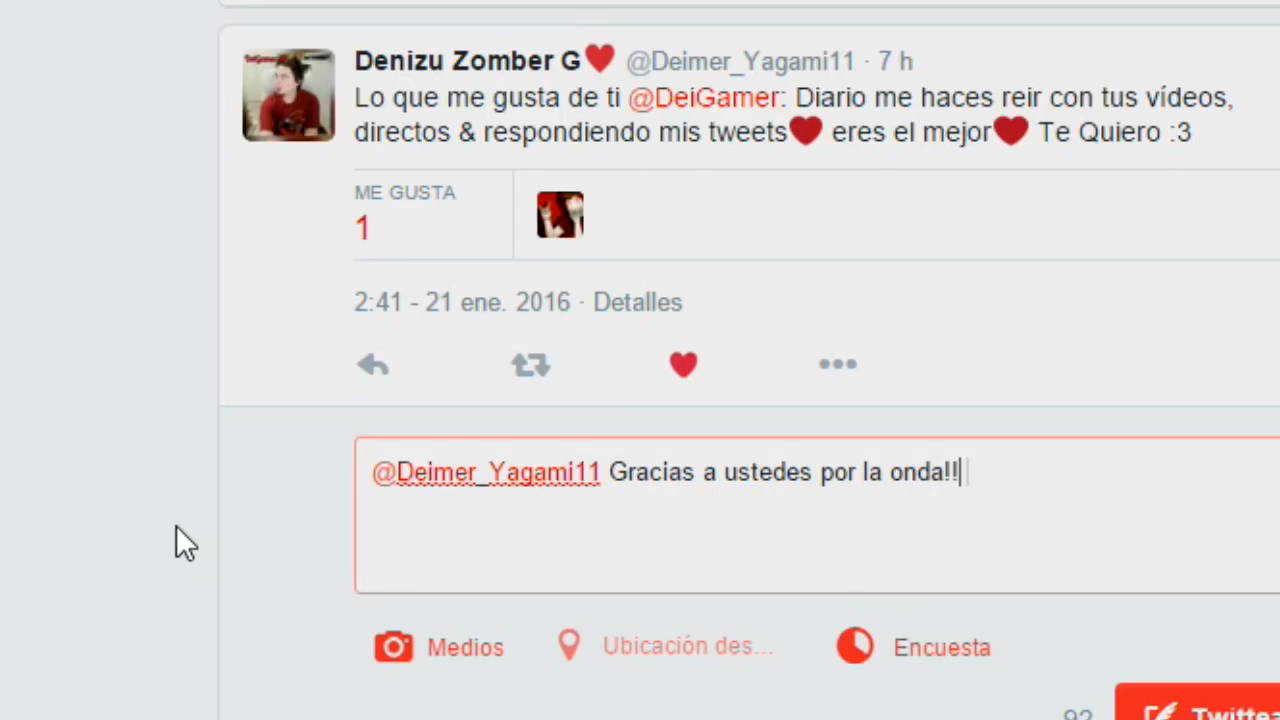 Denizu Zomber G❤ @Deimer_Yagami11 · 7 h
Lo que me gusta de ti @DeiGamer: Diario me haces reir con tus vídeos,
directos & respondiendo mis tweets❤ eres el mejor❤ Te Quiero :3
ME GUSTA
1
2:41 - 21 ene. 2016 · Detalles
@Deimer_Yagami11 Gracias a ustedes por la onda!!
Medios Ubicación des... Encuesta
92